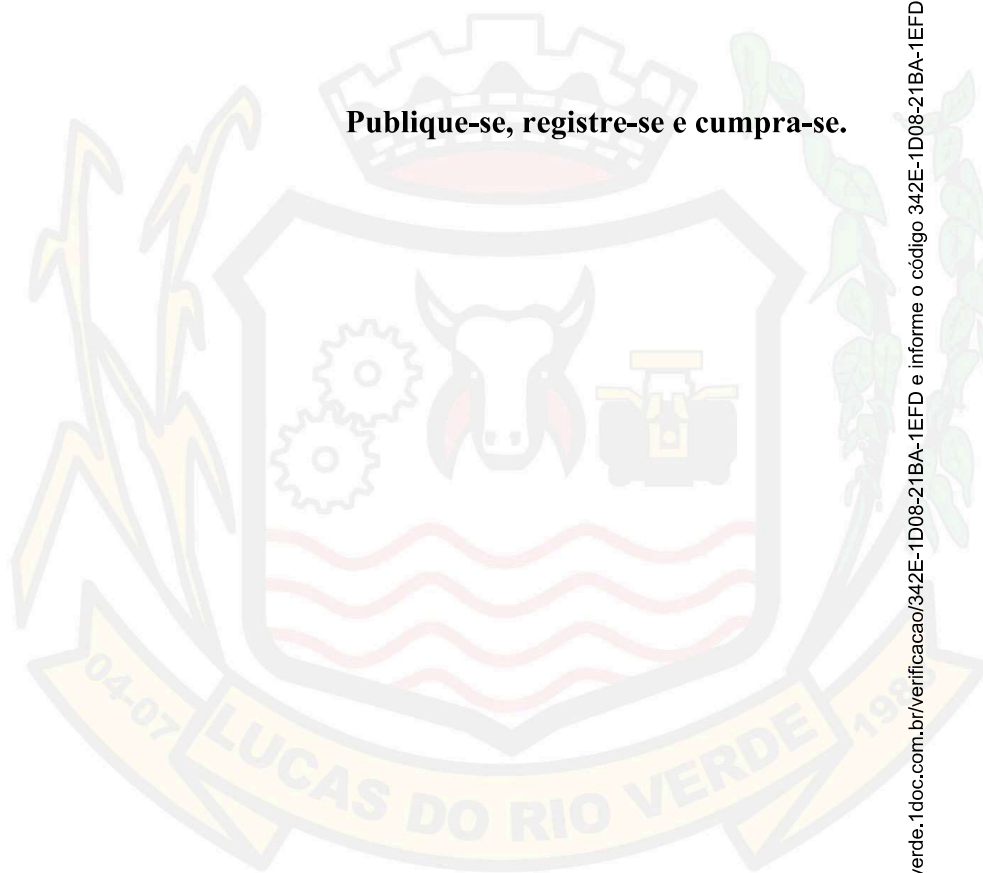 Publique-se, registre-se e cumpra-se.
04-07
LUCAS DO RIO VERDE
verde.1doc.com.br/verificacao/342E-1D08-21BA-1EFD e informe o código 342E-1D08-21BA-1EFD